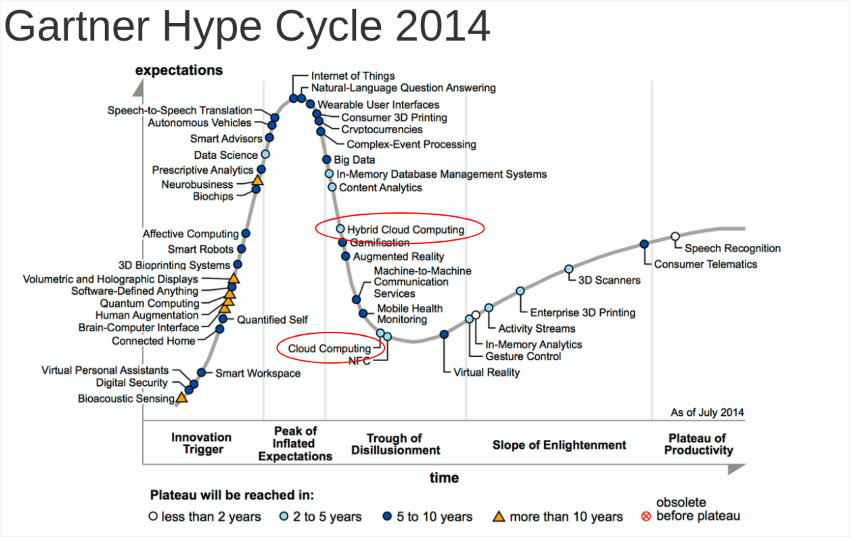 Gartner Hype Cycle 2014
expectations
Internet of Things
Natural-Language Question Answering
Wearable User Interfaces
Speech-to-Speech Translation
Consumer 3D Printing
Autonomous Vehicles
Cryptocurrencies
Smart Advisors
Complex-Event Processing
Data Science
Big Data
Prescriptive Analytics
In-Memory Database Management Systems
Neurobusiness
Content Analytics
Biochips
Hybrid Cloud Computing
Affective Computing
Gamification
Smart Robots
Augmented Reality
3D Bioprinting Systems
Machine-to-Machine
Communication
Services
Volumetric and Holographic Displays
Software-Defined Anything
Quantum Computing
Mobile Health
Monitoring
Human Augmentation
Quantified Self
Brain-Computer Interface
Connected Home
Cloud Computing
NFC
Virtual Personal Assistants
Smart Workspace
Digital Security
Bioacoustic Sensing
Virtual Reality
Gesture Control
In-Memory Analytics
Activity Streams
Enterprise 3D Printing
3D Scanners
Consumer Telematics
Speech Recognition
As of July 2014
Innovation
Trigger
Peak of
Inflated
Expectations
Trough of
Disillusionment
Slope of Enlightenment
Plateau of
Productivity
time
Plateau will be reached in:
less than 2 years
2 to 5 years
5 to 10 years
more than 10 years
obsolete
before plateau